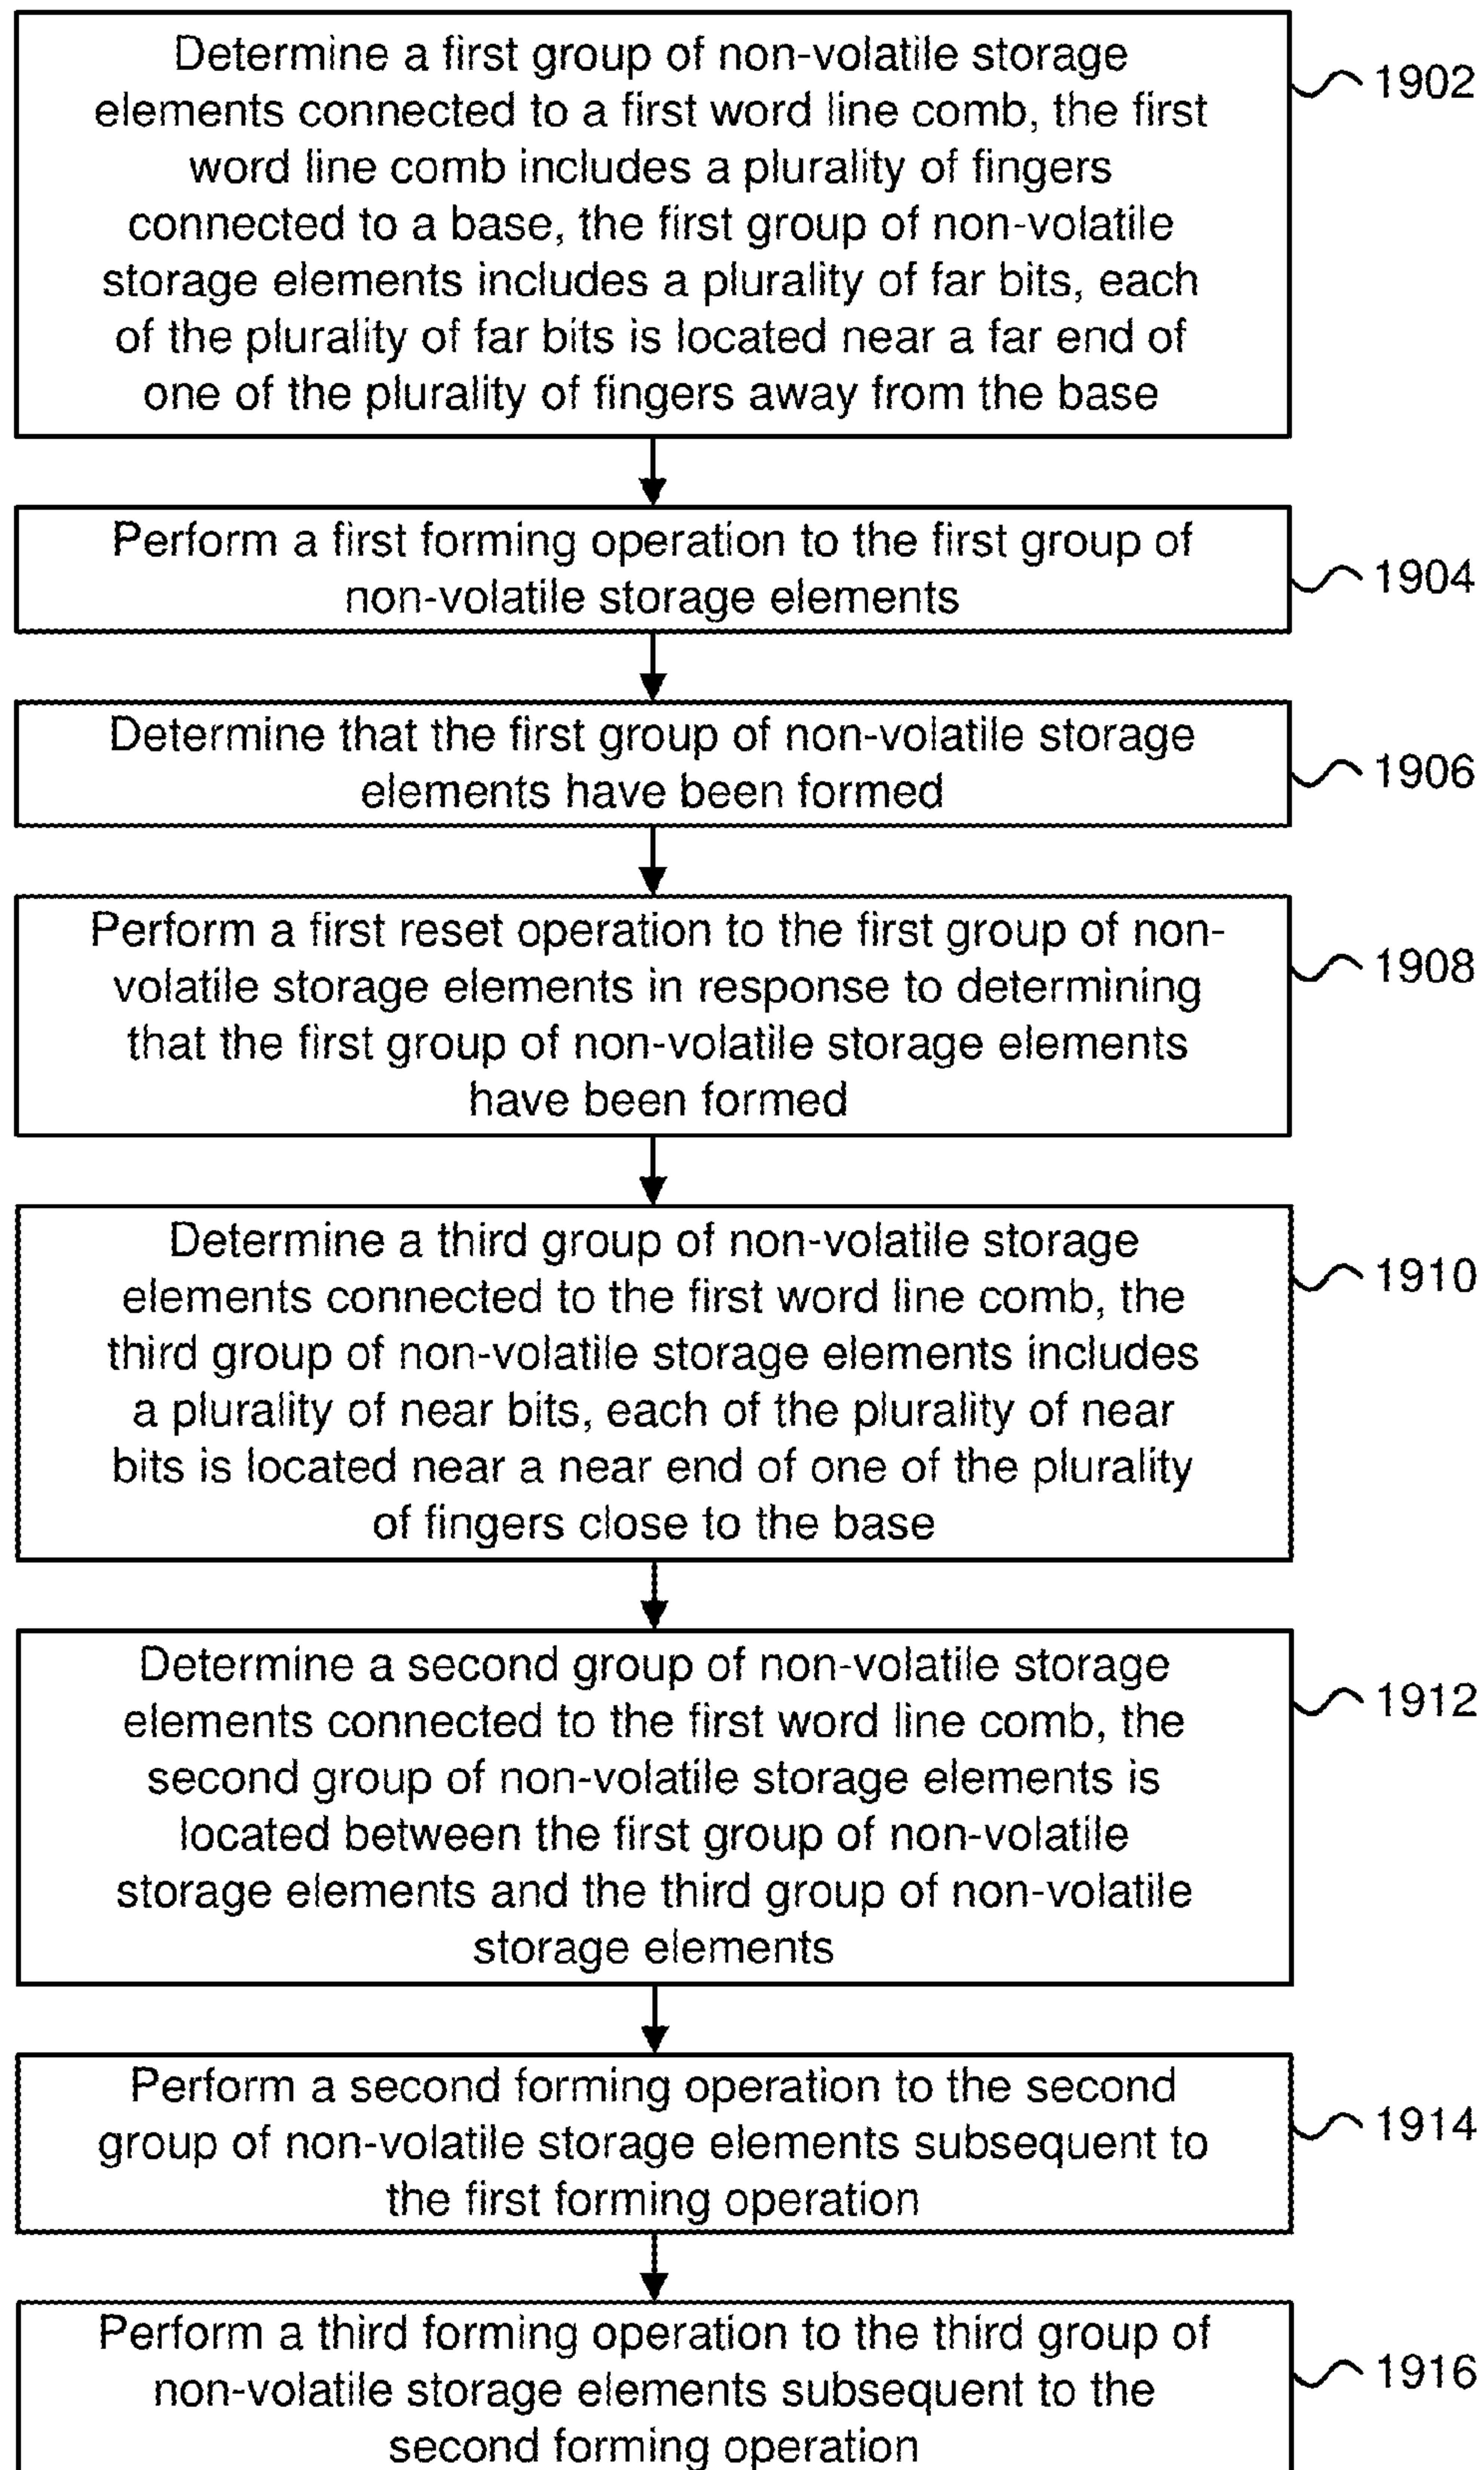 Determine a first group of non-volatile storage
elements connected to a first word line comb, the first
word line comb includes a plurality of fingers
connected to a base, the first group of non-volatile
storage elements includes a plurality of far bits, each
of the plurality of far bits is located near a far end of
one of the plurality of fingers away from the base
1902
Perform a first forming operation to the first group of
non-volatile storage elements
1904
Determine that the first group of non-volatile storage
elements have been formed
1906
Perform a first reset operation to the first group of non-
volatile storage elements in response to determining
that the first group of non-volatile storage elements
have been formed
1908
Determine a third group of non-volatile storage
elements connected to the first word line comb, the
third group of non-volatile storage elements includes
a plurality of near bits, each of the plurality of near
bits is located near a near end of one of the plurality
of fingers close to the base
1910
Determine a second group of non-volatile storage
elements connected to the first word line comb, the
second group of non-volatile storage elements is
located between the first group of non-volatile
storage elements and the third group of non-volatile
storage elements
1912
Perform a second forming operation to the second
group of non-volatile storage elements subsequent to
the first forming operation
1914
Perform a third forming operation to the third group of
non-volatile storage elements subsequent to the
second forming operation
1916